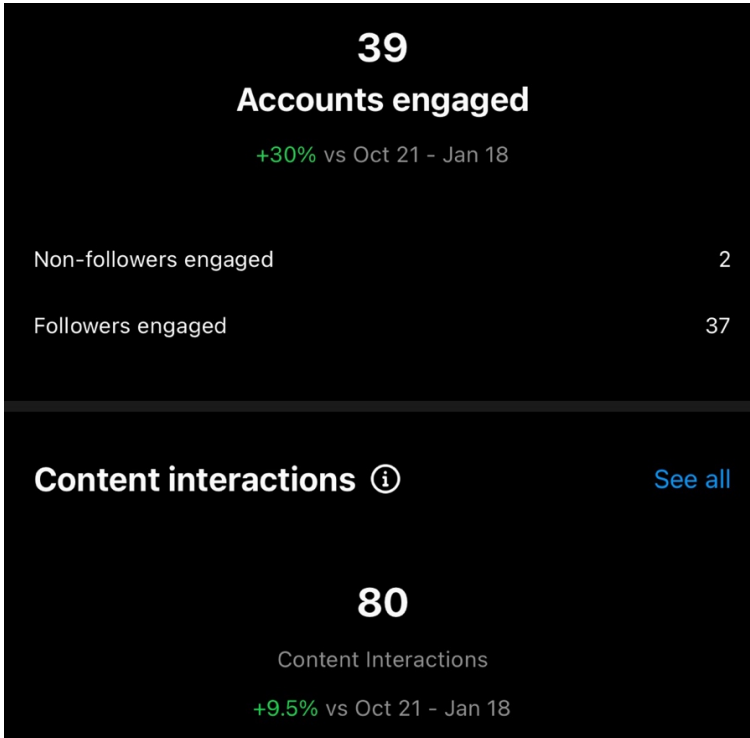 39
Accounts engaged
+30% vs Oct 21 - Jan 18
Non-followers engaged 2
Followers engaged 37
Content interactions See all
80
Content Interactions
+9.5% vs Oct 21 - Jan 18